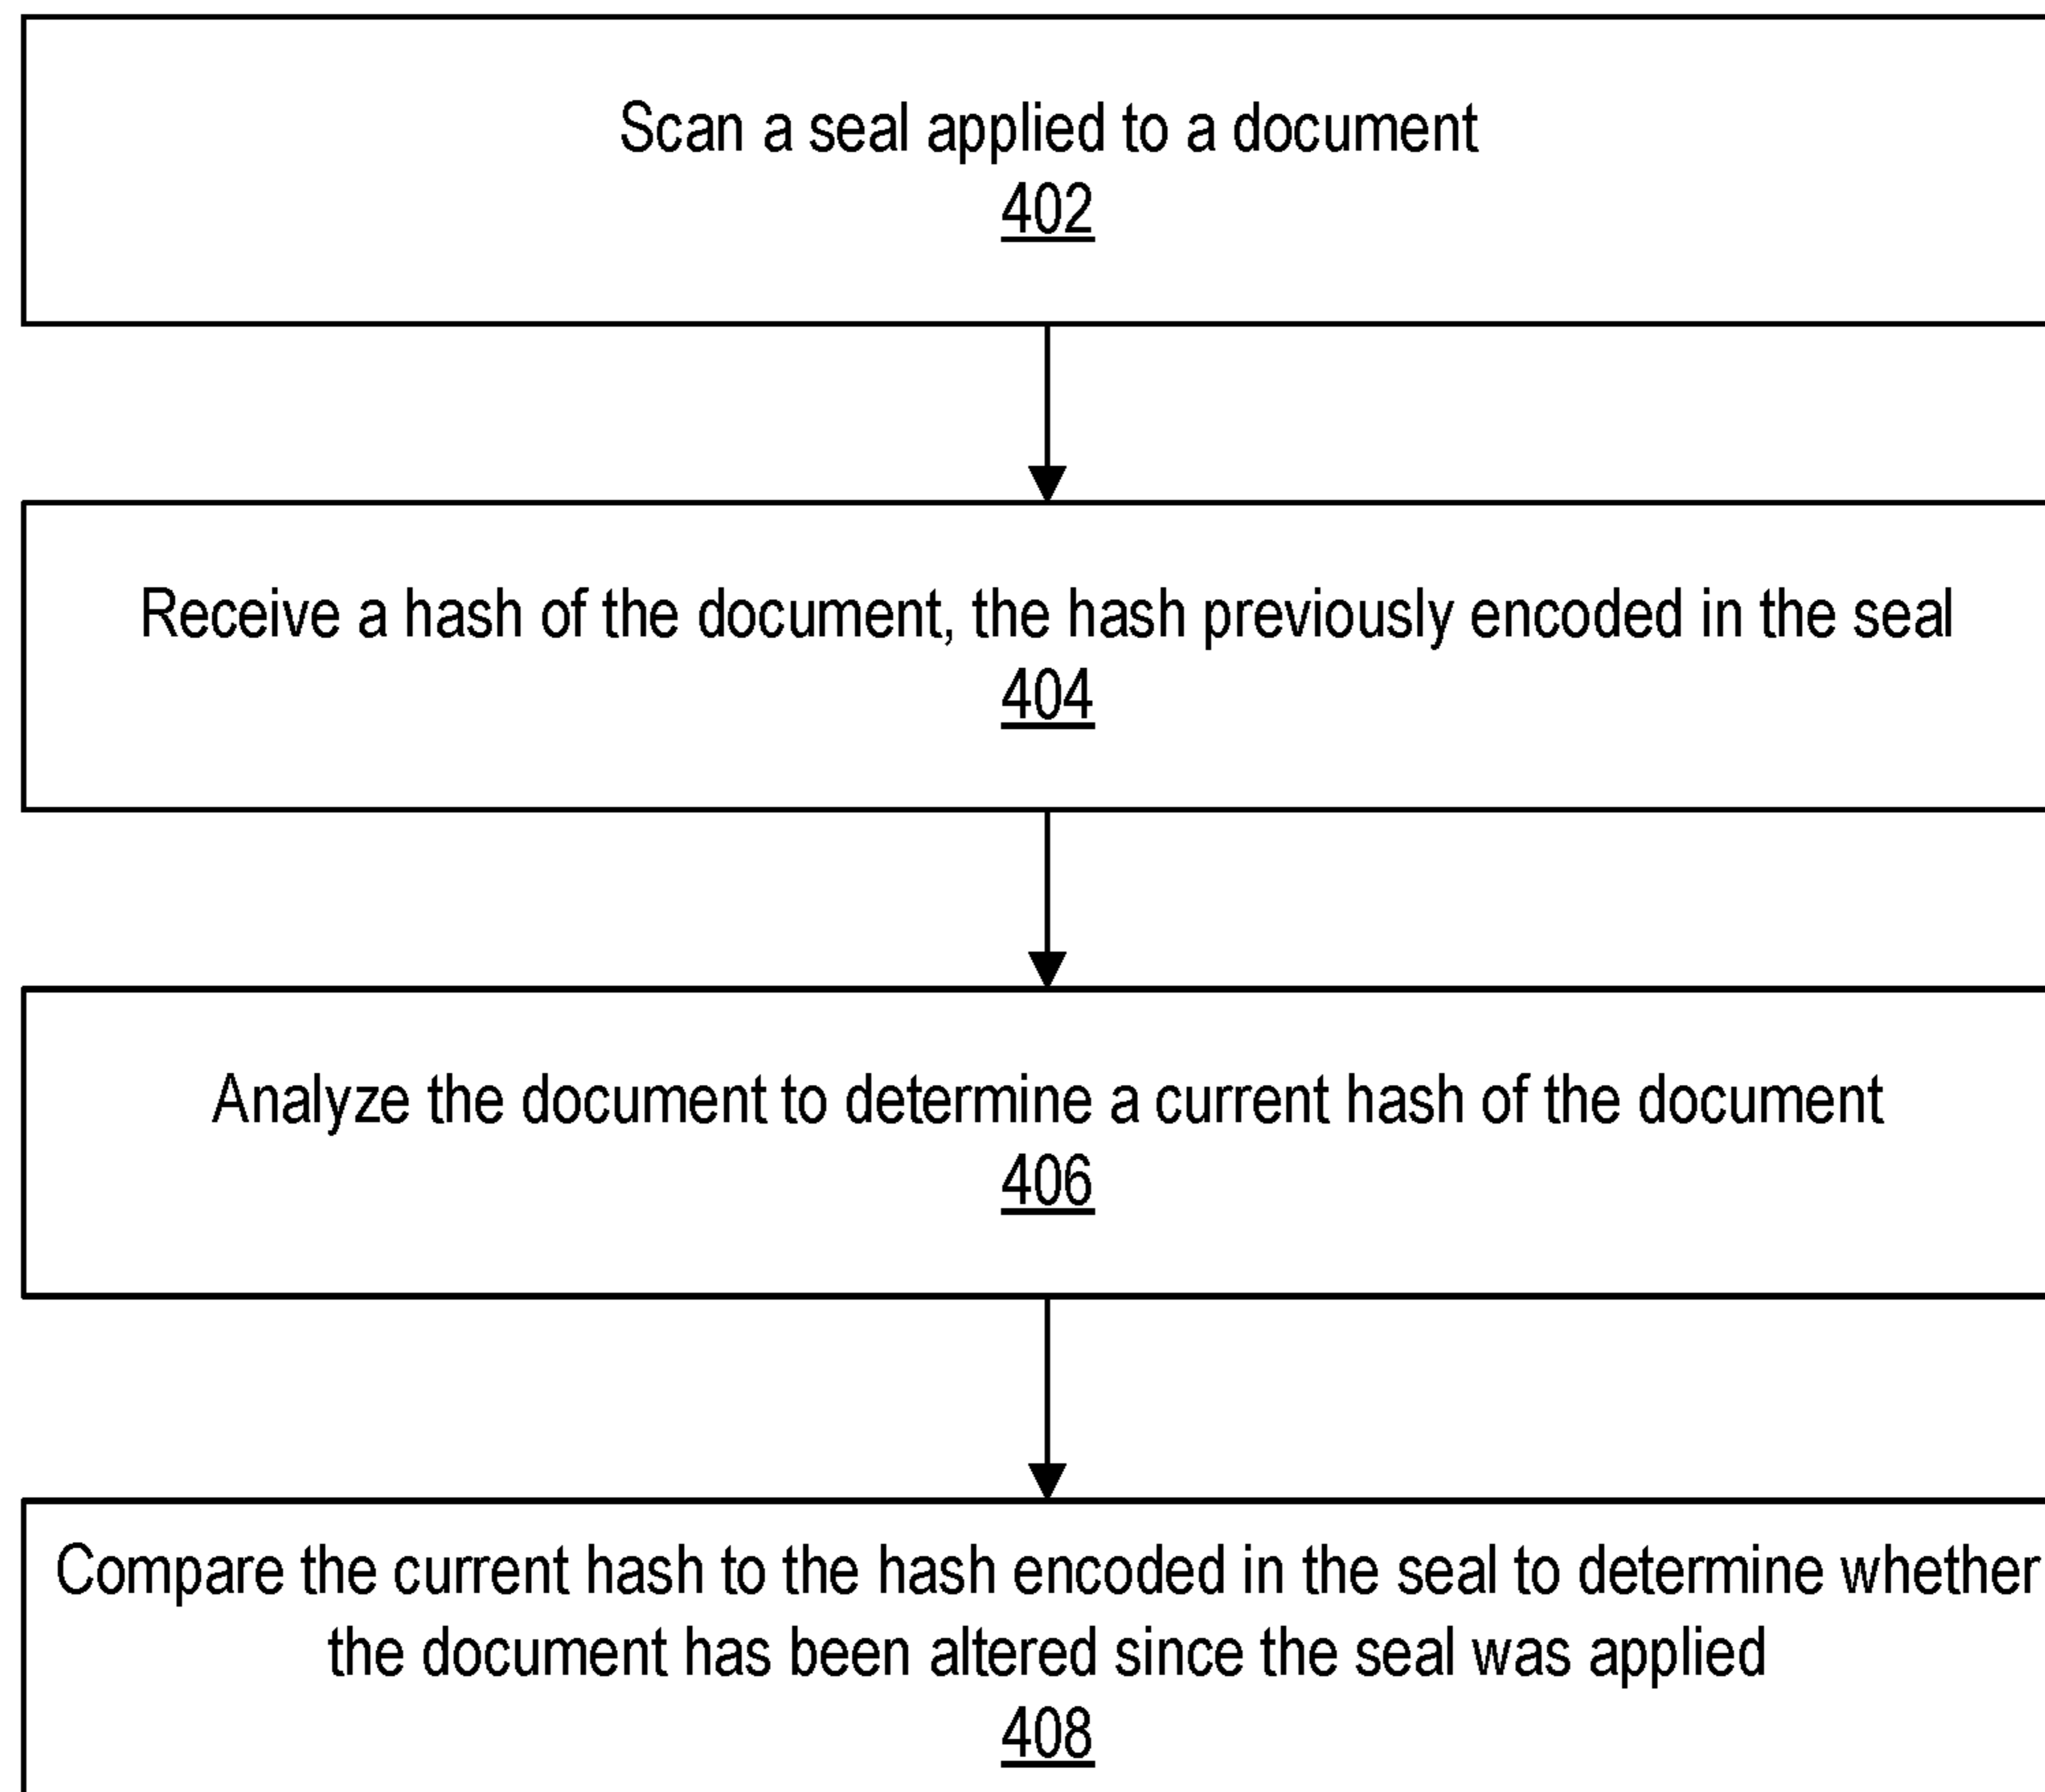 Scan a seal applied to a document
402
Receive a hash of the document, the hash previously encoded in the seal
404
Analyze the document to determine a current hash of the document
406
Compare the current hash to the hash encoded in the seal to determine whether
the document has been altered since the seal was applied
408